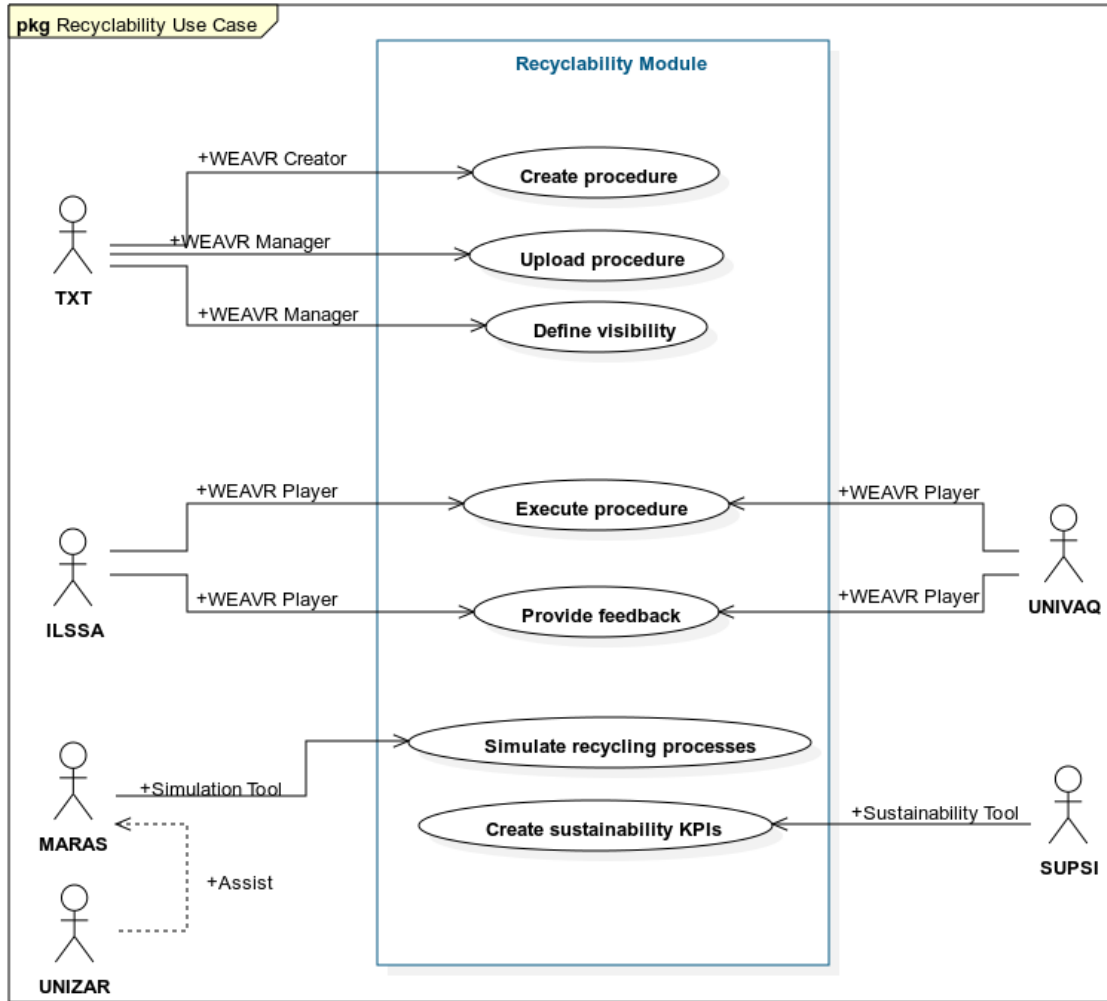 pkg Recyclability Use Case
Recyclability Module
+WEAVR Creator
Create procedure
+WEAVR Manager
Upload procedure
TXT
+WEAVR Manager
Define visibility
+WEAVR Player
Execute procedure
+WEAVR Player
+WEAVR Player
Provide feedback
+WEAVR Player
ILSSA
UNIVAQ
Simulate recycling processes
+Simulation Tool
Create sustainability KPIs
+Sustainability Tool
MARAS
SUPSI
+Assist
UNIZAR